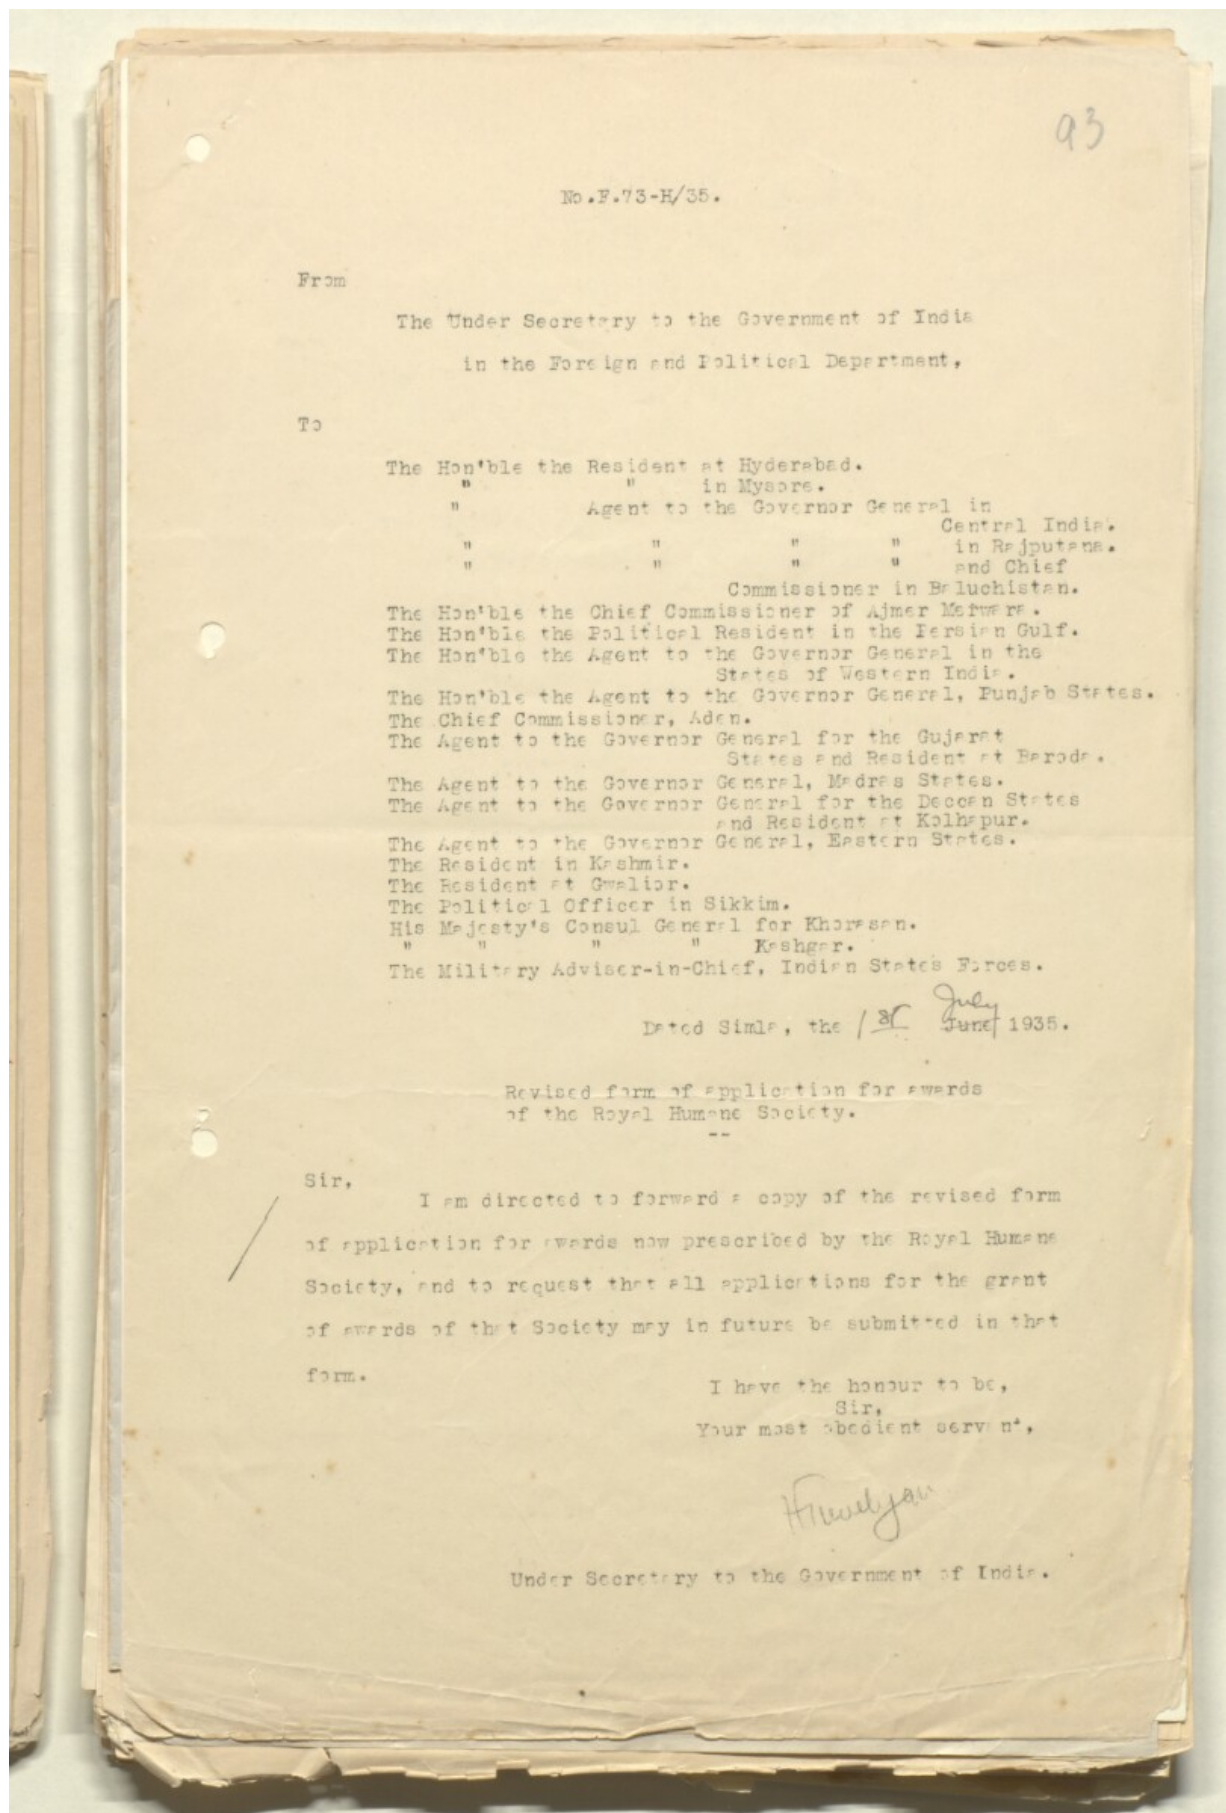 93
No.F.73-H/35.
From
The Under Secretary to the Government of India
in the Foreign and Political Department,
To
The Hon'ble the Resident at Hyderabad.
" " in Mysore.
" Agent to the Governor General in
Central India.
" " " " in Rajputana.
" " " " and Chief
Commissioner in Baluchistan.
The Hon'ble the Chief Commissioner of Ajmer Merwara.
The Hon'ble the Political Resident in the Persian Gulf.
The Hon'ble the Agent to the Governor General in the
States of Western India.
The Hon'ble the Agent to the Governor General, Punjab States.
The Chief Commissioner, Aden.
The Agent to the Governor General for the Gujarat
States and Resident at Baroda.
The Agent to the Governor General, Madras States.
The Agent to the Governor General for the Deccan States
and Resident at Kolhapur.
The Agent to the Governor General, Eastern States.
The Resident in Kashmir.
The Resident at Gwalior.
The Political Officer in Sikkim.
His Majesty's Consul General for Khorasan.
" " " " Kashgar.
The Military Adviser-in-Chief, Indian States Forces.
July
Dated Simla, the 1st June 1935.
Revised form of application for awards
of the Royal Humane Society.
--
Sir,
I am directed to forward a copy of the revised form
of application for awards now prescribed by the Royal Humane
Society, and to request that all applications for the grant
of awards of that Society may in future be submitted in that
form.
I have the honour to be,
Sir,
Your most obedient servant,
HTrevelyan
Under Secretary to the Government of India.